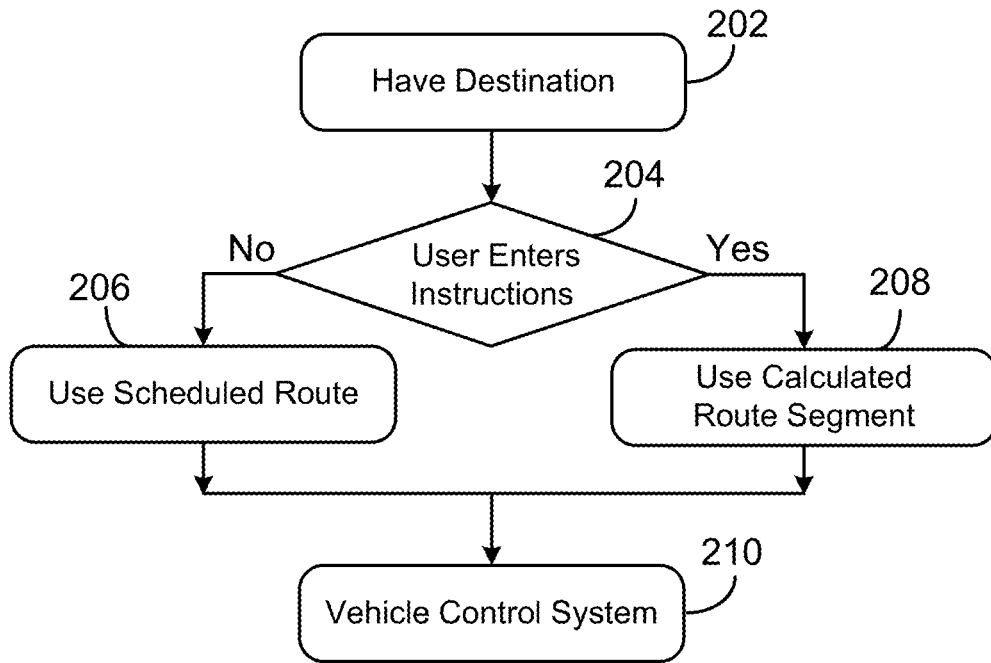 202
Have Destination
204
No
User Enters
Instructions
Yes
206
208
Use Scheduled Route
Use Calculated
Route Segment
210
Vehicle Control System